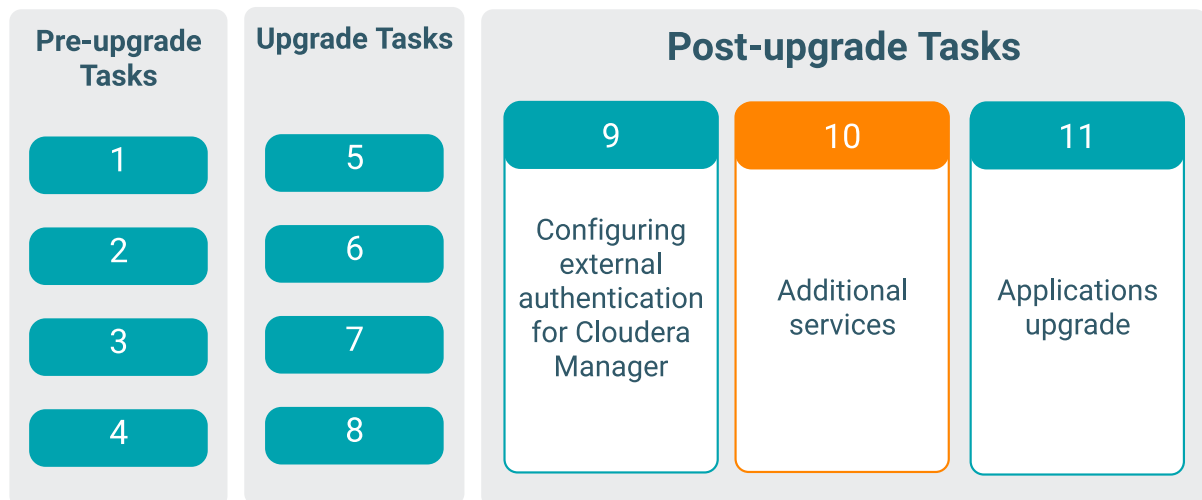 Pre-upgrade
Tasks
1
2
3
4
Upgrade Tasks
5
6
7
8
Post-upgrade Tasks
9
Configuring
external
authentication
for Cloudera
Manager
10
Additional
services
11
Applications
upgrade